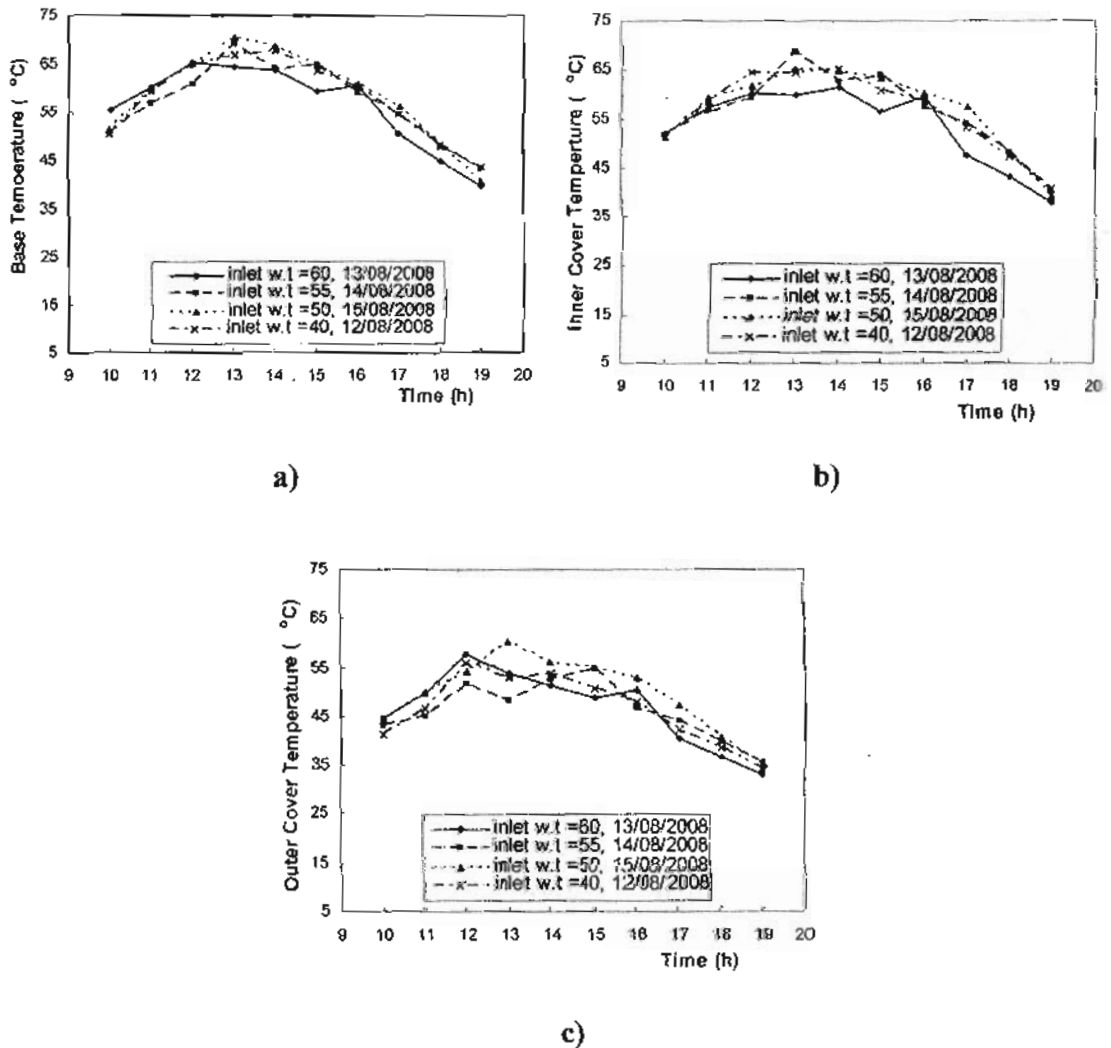 75
65
55
45
35
25
15
5
Base Temoerature ( °C)
inlet w.t =60, 13/08/2008
inlet w.t =55, 14/08/2008
inlet w.t =50, 15/08/2008
inlet w.t =40, 12/08/2008
9 10 11 12 13 14 15 16 17 18 19 20
Time (h)
a)
75
65
55
45
35
25
15
5
Inner Cover Temperture ( °C)
inlet w.t =60, 13/08/2008
inlet w.t =55, 14/08/2008
inlet w.t =50, 15/08/2008
inlet w.t =40, 12/08/2008
9 10 11 12 13 14 15 16 17 18 19 20
Time (h)
b)
75
65
55
45
35
25
15
5
Outer Cover Temperature ( °C)
inlet w.t =60, 13/08/2008
inlet w.t =55, 14/08/2008
inlet w.t =50, 15/08/2008
inlet w.t =40, 12/08/2008
9 10 11 12 13 14 15 16 17 18 19 20
Time (h)
c)